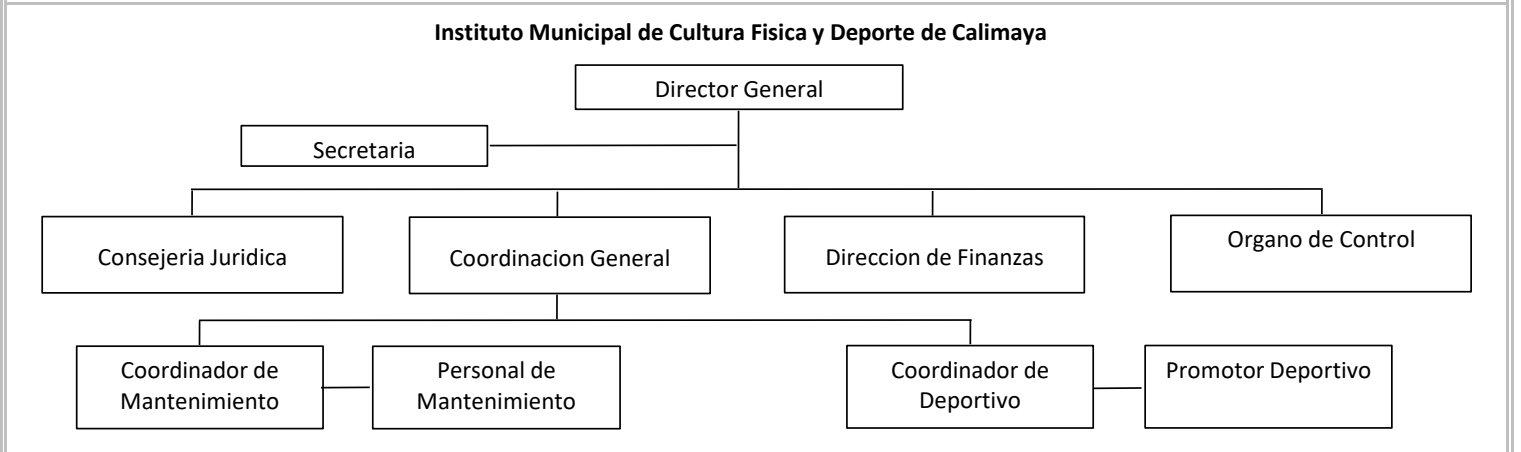 Instituto Municipal de Cultura Fisica y Deporte de Calimaya
Director General
Secretaria
Consejeria Juridica
Coordinacion General
Direccion de Finanzas
Organo de Control
Coordinador de
Mantenimiento
Personal de
Mantenimiento
Coordinador de
Deportivo
Promotor Deportivo